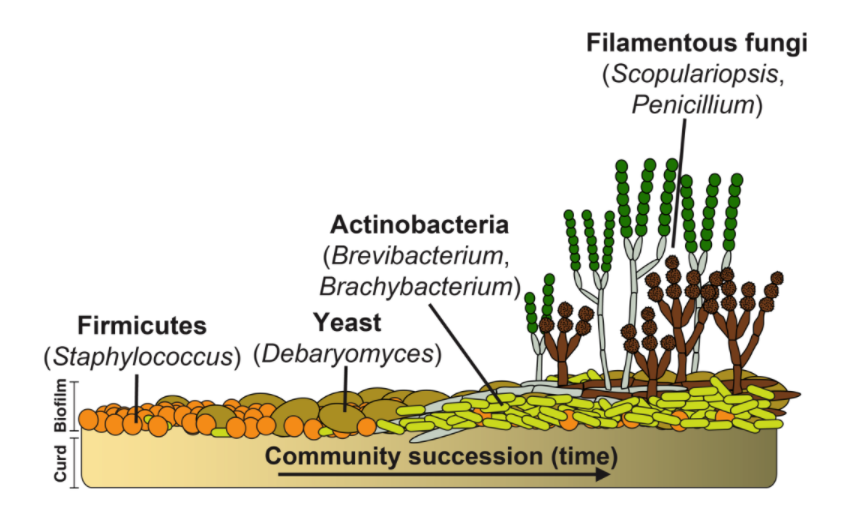 Filamentous fungi
(Scopulariopsis,
Penicillium)
Actinobacteria
(Brevibacterium,
Brachybacterium)
Firmicutes
(Staphylococcus)
Yeast
(Debaryomyces)
Biofilm
Curd
Community succession (time)